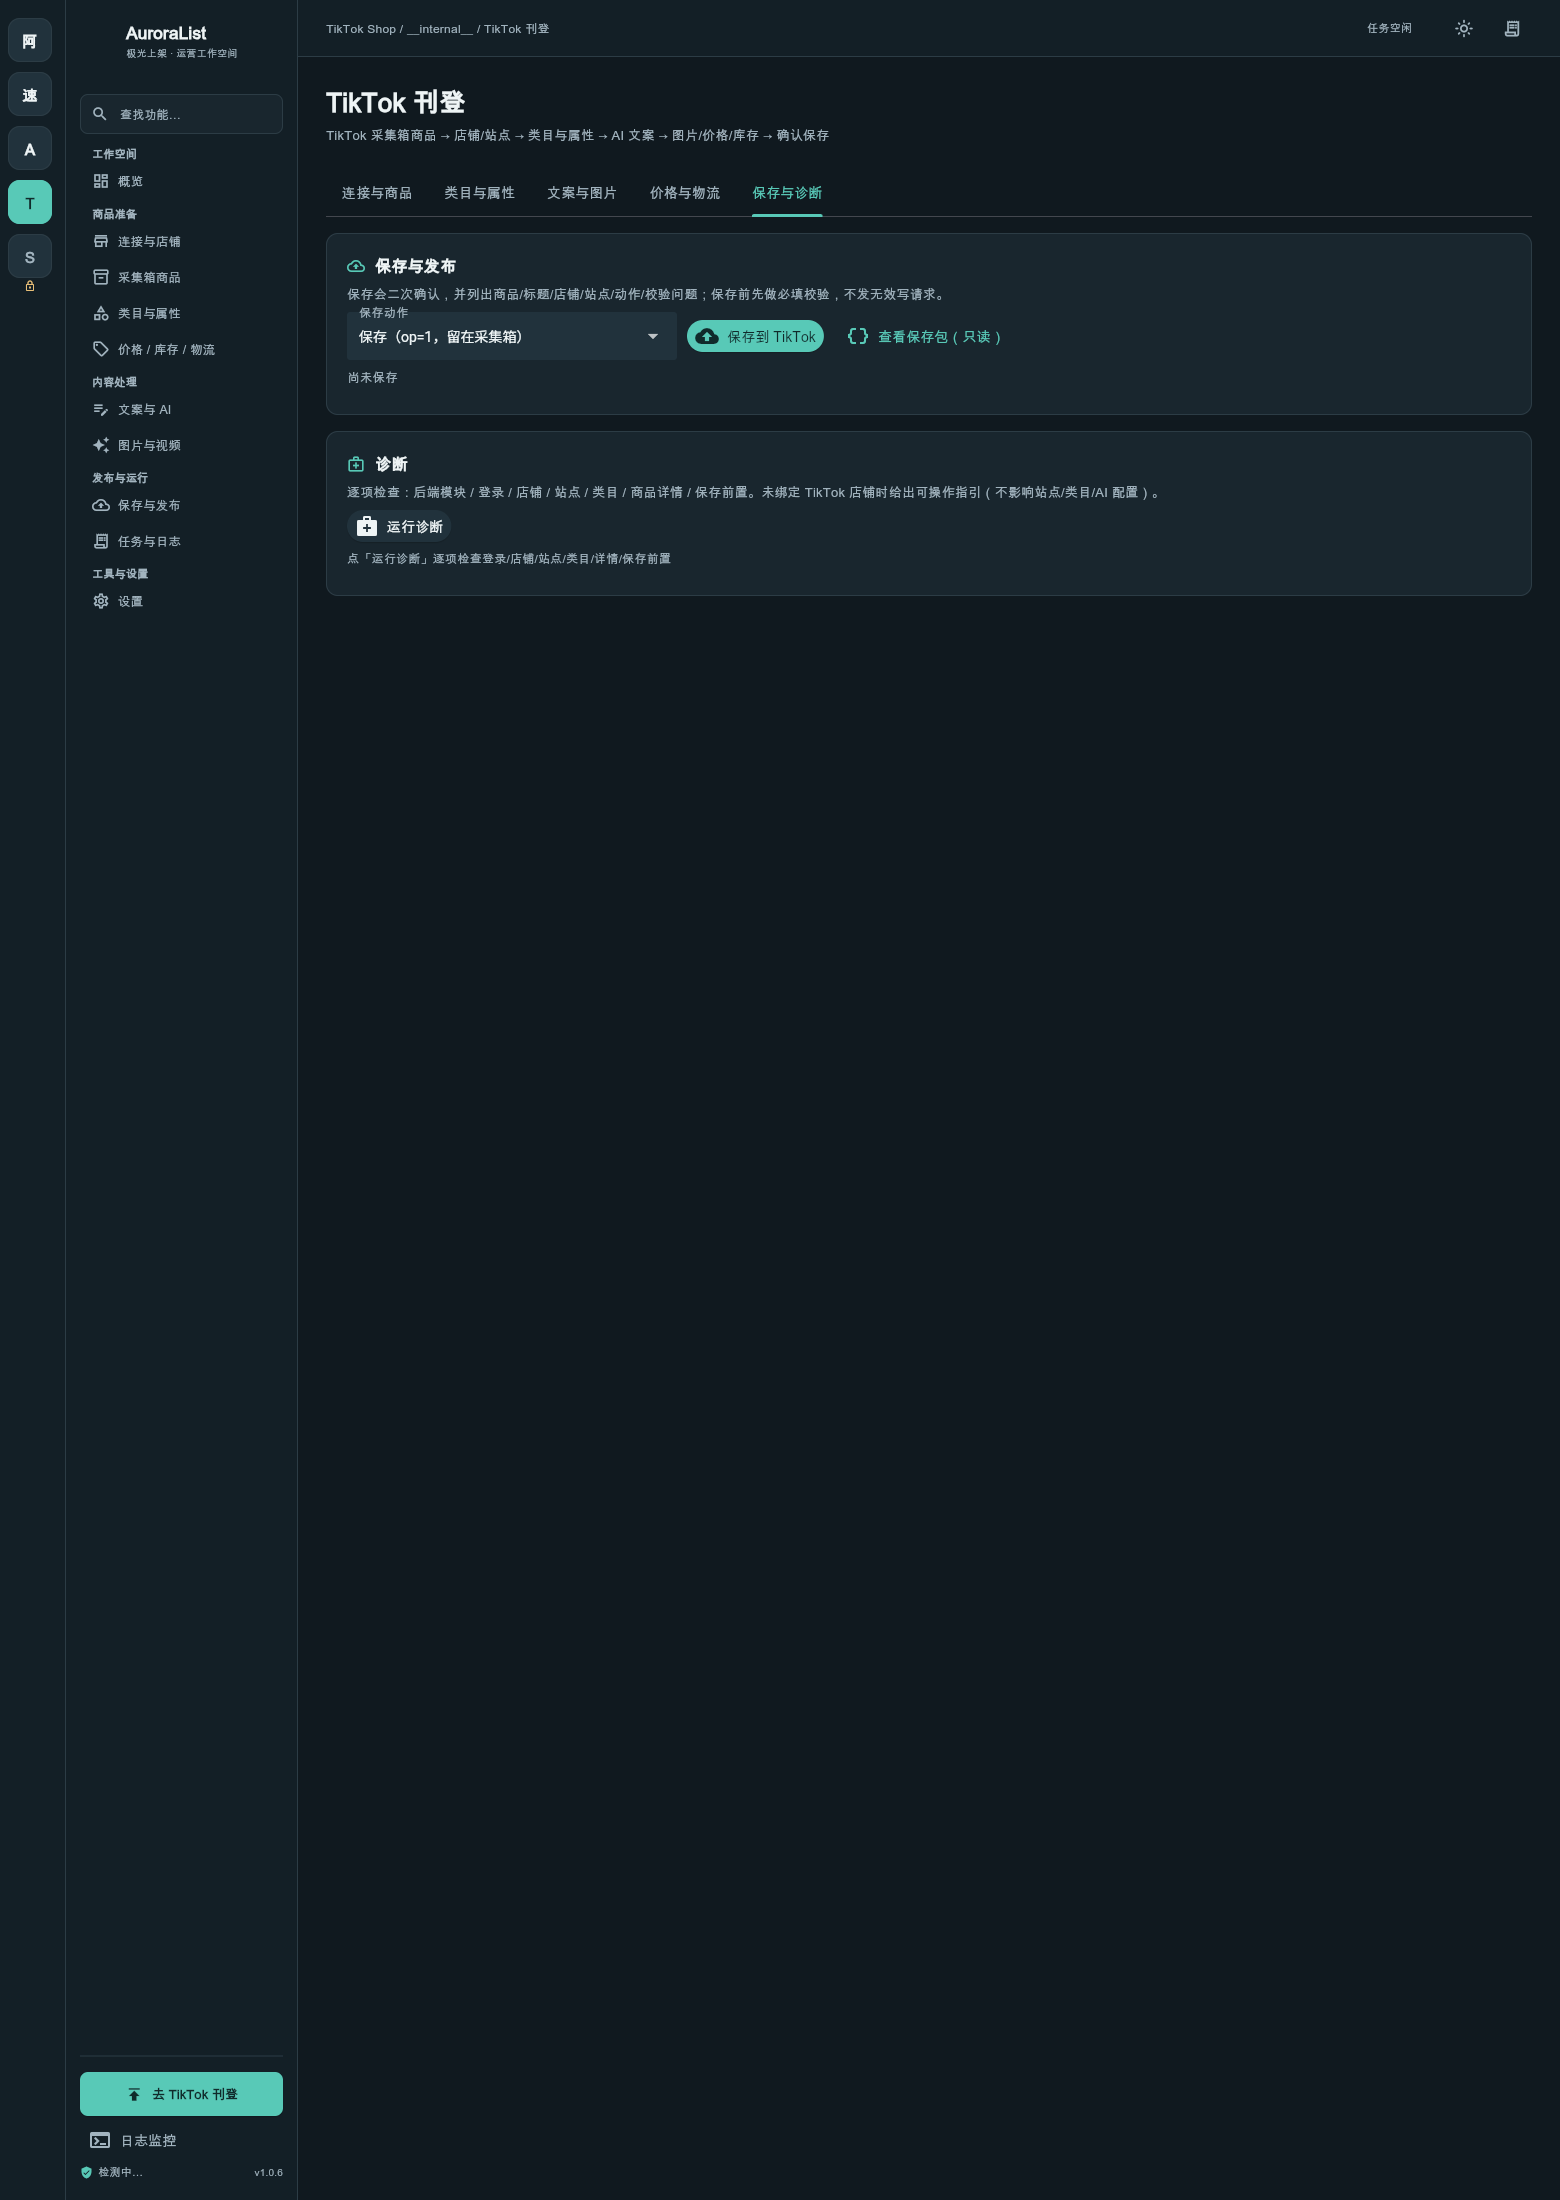 阿
速
A
T
S
AuroraList
极光上架 · 运营工作空间
查找功能...
工作空间
概览
商品准备
连接与店铺
采集箱商品
类目与属性
价格 / 库存 / 物流
内容处理
文案与 AI
图片与视频
发布与运行
保存与发布
任务与日志
工具与设置
设置
去 TikTok 刊登
日志监控
检测中... v1.0.6
TikTok Shop / __internal__ / TikTok 刊登 任务空闲
TikTok 刊登
TikTok 采集箱商品 → 店铺/站点 → 类目与属性 → AI 文案 → 图片/价格/库存 → 确认保存
连接与商品 类目与属性 文案与图片 价格与物流 保存与诊断
保存与发布
保存会二次确认，并列出商品/标题/店铺/站点/动作/校验问题；保存前先做必填校验，不发无效写请求。
保存动作
保存（op=1，留在采集箱） 保存到 TikTok 查看保存包（只读）
尚未保存
诊断
逐项检查：后端模块 / 登录 / 店铺 / 站点 / 类目 / 商品详情 / 保存前置。未绑定 TikTok 店铺时给出可操作指引（不影响站点/类目/AI 配置）。
运行诊断
点「运行诊断」逐项检查登录/店铺/站点/类目/详情/保存前置